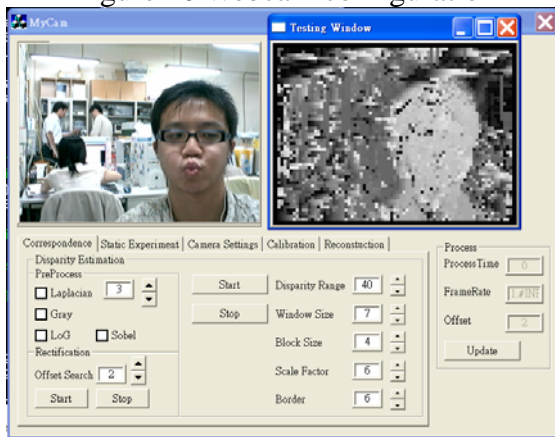 MyCam
Testing Window
Correspondence Static Experiment Camera Settings Calibration Reconstuction
Disparity Estimation
PreProcess
Laplacian 3
Gray
LoG Sobel
Rectification
Offset Search 2
Start Stop
Start
Stop
Disparity Range 40
Window Size 7
Block Size 4
Scale Factor 6
Border 6
Process
ProcessTime 0
FrameRate 1.#INF
Offset 2
Update